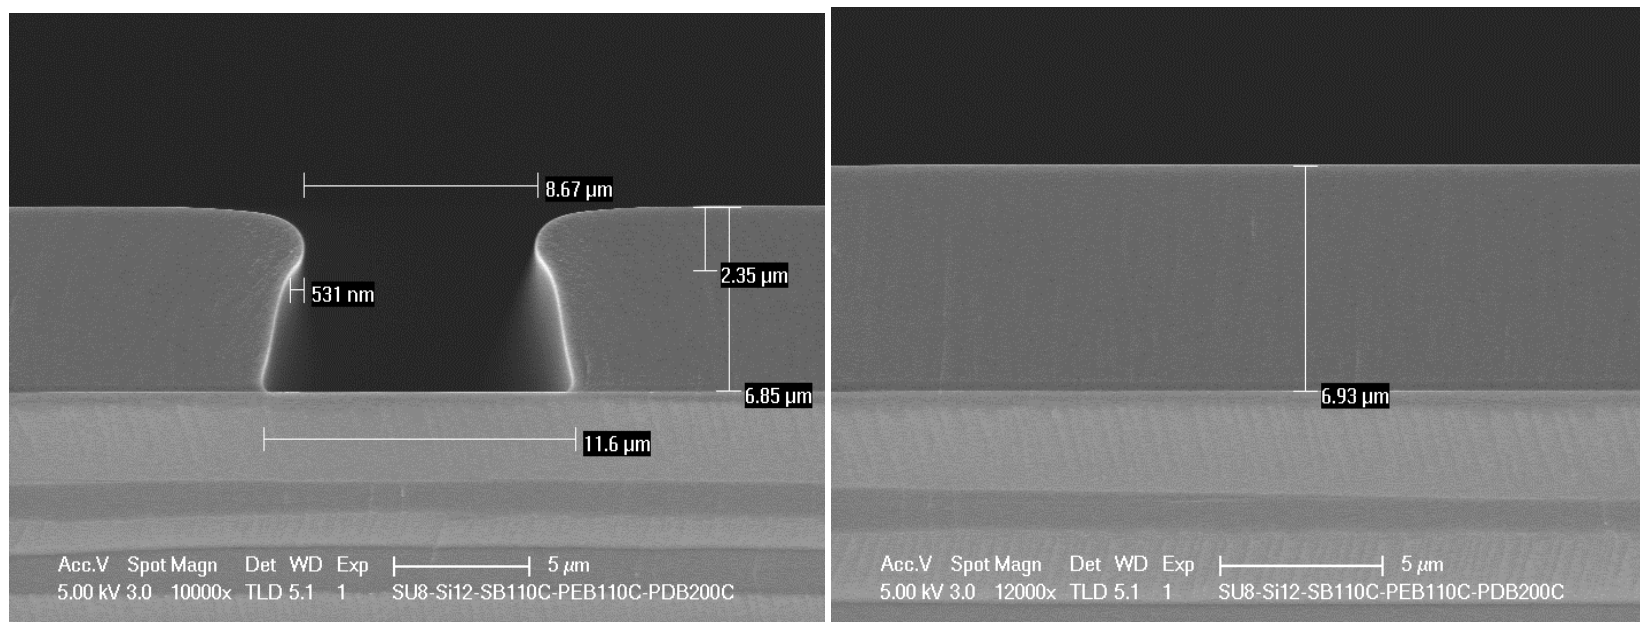 8.67 µm
2.35 µm
531 nm
6.85 µm
11.6 µm
Acc.V Spot Magn Det WD Exp 5 µm
5.00 kV 3.0 10000x TLD 5.1 1 SU8-Si12-SB110C-PEB110C-PDB200C
6.93 µm
Acc.V Spot Magn Det WD Exp 5 µm
5.00 kV 3.0 12000x TLD 5.1 1 SU8-Si12-SB110C-PEB110C-PDB200C